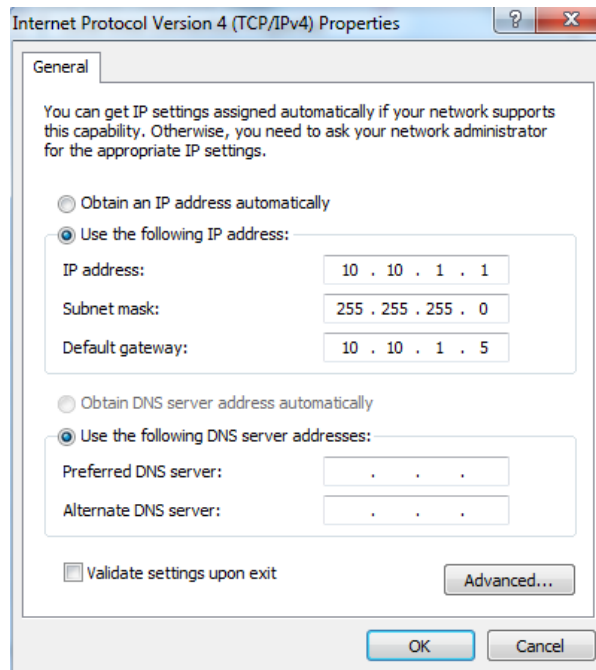 Internet Protocol Version 4 (TCP/IPv4) Properties
? X
General
You can get IP settings assigned automatically if your network supports
this capability. Otherwise, you need to ask your network administrator
for the appropriate IP settings.
Obtain an IP address automatically
Use the following IP address:
IP address: 10 . 10 . 1 . 1
Subnet mask: 255 . 255 . 255 . 0
Default gateway: 10 . 10 . 1 . 5
Obtain DNS server address automatically
Use the following DNS server addresses:
Preferred DNS server: . . .
Alternate DNS server: . . .
Validate settings upon exit
Advanced...
OK Cancel